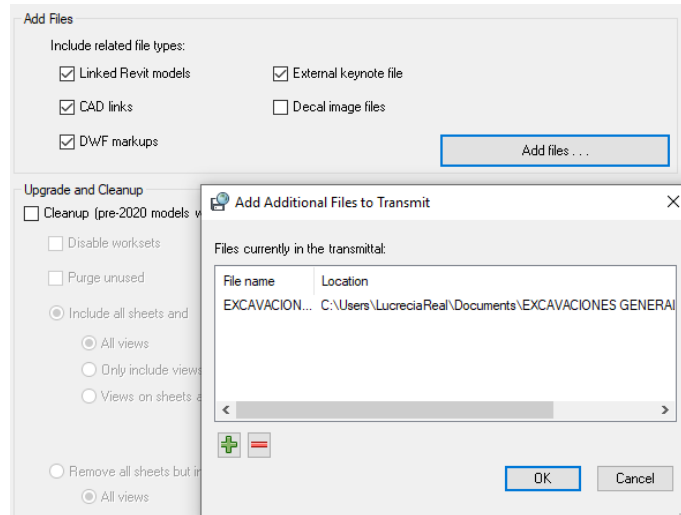 Add Files
Include related file types:
Linked Revit models
External keynote file
CAD links
Decal image files
DWF markups
Add files . . .
Upgrade and Cleanup
Cleanup (pre-2020 models
Disable worksets
Purge unused
Include all sheets and
All views
Only include views
Views on sheets
Remove all sheets but
All views
Add Additional Files to Transmit
Files currently in the transmittal:
File name Location
EXCAVACION... C:\Users\LucreciaReal\Documents\EXCAVACIONES GENERAL
OK Cancel